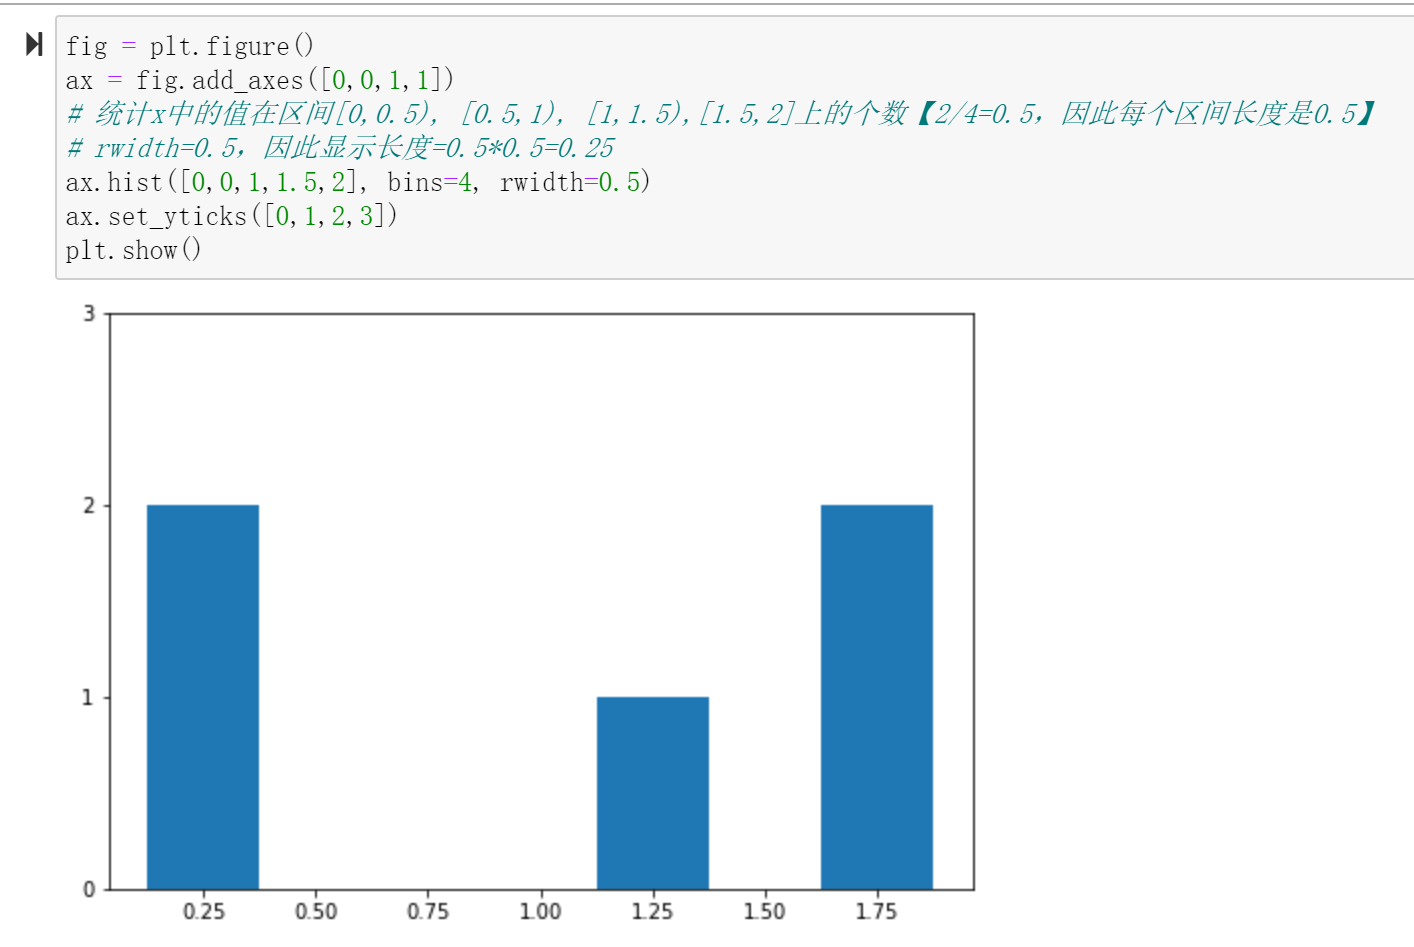 fig = plt.figure()
ax = fig.add_axes([0,0,1,1])
# 统计x中的值在区间[0,0.5), [0.5,1), [1,1.5),[1.5,2]上的个数【2/4=0.5，因此每个区间长度是0.5】
# rwidth=0.5，因此显示长度=0.5*0.5=0.25
ax.hist([0,0,1,1.5,2], bins=4, rwidth=0.5)
ax.set_yticks([0,1,2,3])
plt.show()
3
2
1
0
0.25 0.50 0.75 1.00 1.25 1.50 1.75